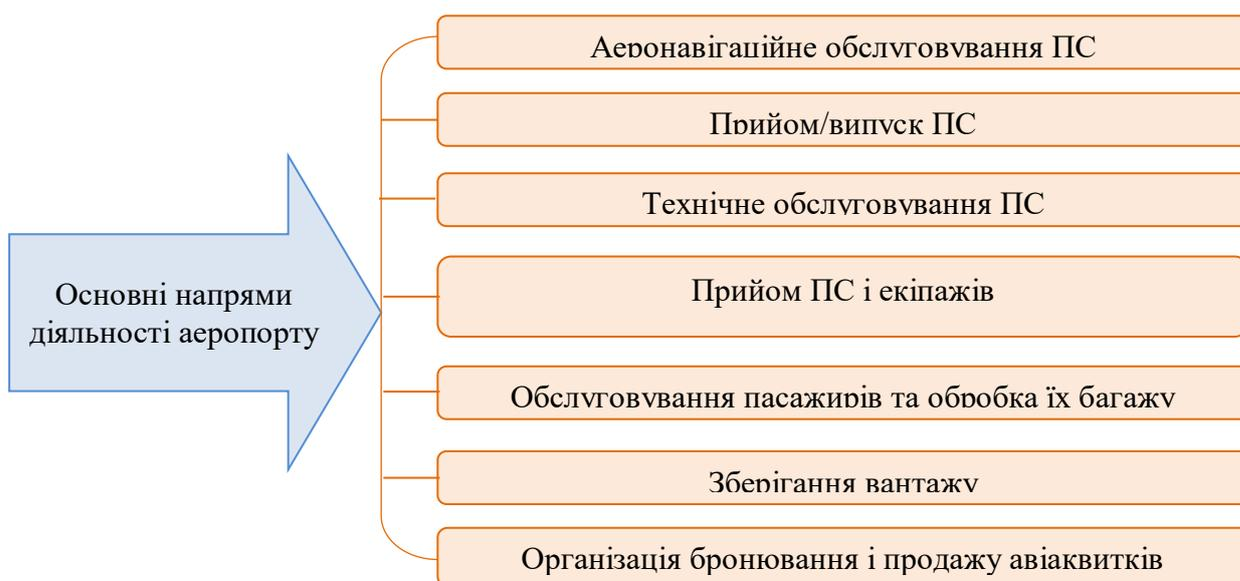 Аеронавігаційне обслуговування ПС
Прийом/випуск ПС
Технічне обслуговування ПС
Основні напрями
діяльності аеропорту
Прийом ПС і екіпажів
Обслуговування пасажирів та обробка їх багажу
Зберігання вантажу
Організація бронювання і продажу авіаквитків